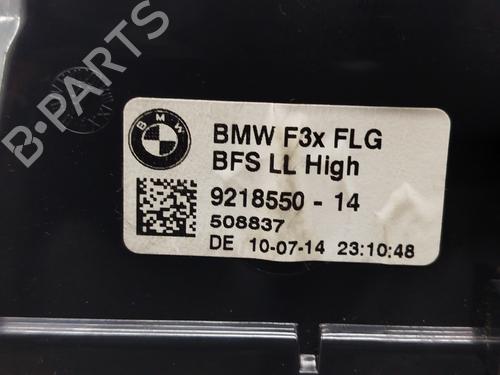 B-PARTS
BMW
BMW F3x FLG
BFS LL High
9218550 - 14
508837
DE 10-07-14 23:10:48